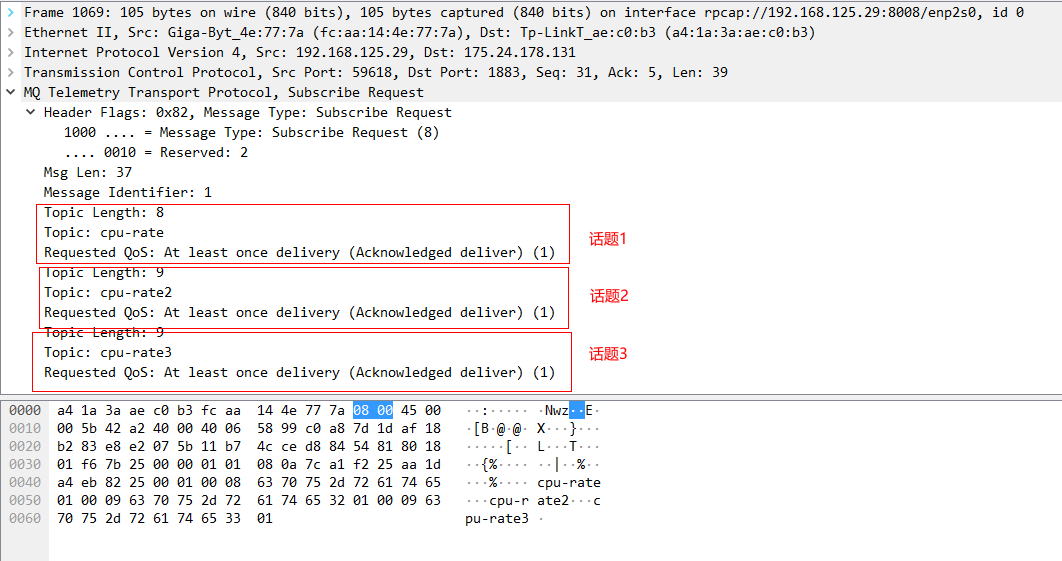 Frame 1069: 105 bytes on wire (840 bits), 105 bytes captured (840 bits) on interface rpcap://192.168.125.29:8008/enp2s0, id 0
Ethernet II, Src: Giga-Byt_4e:77:7a (fc:aa:14:4e:77:7a), Dst: Tp-LinkT_ae:c0:b3 (a4:1a:3a:ae:c0:b3)
Internet Protocol Version 4, Src: 192.168.125.29, Dst: 175.24.178.131
Transmission Control Protocol, Src Port: 59618, Dst Port: 1883, Seq: 31, Ack: 5, Len: 39
MQ Telemetry Transport Protocol, Subscribe Request
Header Flags: 0x82, Message Type: Subscribe Request
1000 .... = Message Type: Subscribe Request (8)
.... 0010 = Reserved: 2
Msg Len: 37
Message Identifier: 1
Topic Length: 8
Topic: cpu-rate
话题1
Requested QoS: At least once delivery (Acknowledged deliver) (1)
Topic Length: 9
Topic: cpu-rate2
话题2
Requested QoS: At least once delivery (Acknowledged deliver) (1)
Topic Length: 9
Topic: cpu-rate3
话题3
Requested QoS: At least once delivery (Acknowledged deliver) (1)
0000 a4 1a 3a ae c0 b3 fc aa 14 4e 77 7a 08 00 45 00 ··:····· ·Nwz··E·
0010 00 5b 42 a2 40 00 40 06 58 99 c0 a8 7d 1d af 18 ·[B·@·@· X···}···
0020 b2 83 e8 e2 07 5b 11 b7 4c ce d8 84 54 81 80 18 ·····[·· L···T···
0030 01 f6 7b 25 00 00 01 01 08 0a 7c a1 f2 25 aa 1d ··{%···· ··|··%··
0040 a4 eb 82 25 00 01 00 08 63 70 75 2d 72 61 74 65 ···%···· cpu-rate
0050 01 00 09 63 70 75 2d 72 61 74 65 32 01 00 09 63 ···cpu-r ate2···c
0060 70 75 2d 72 61 74 65 33 01 pu-rate3 ·